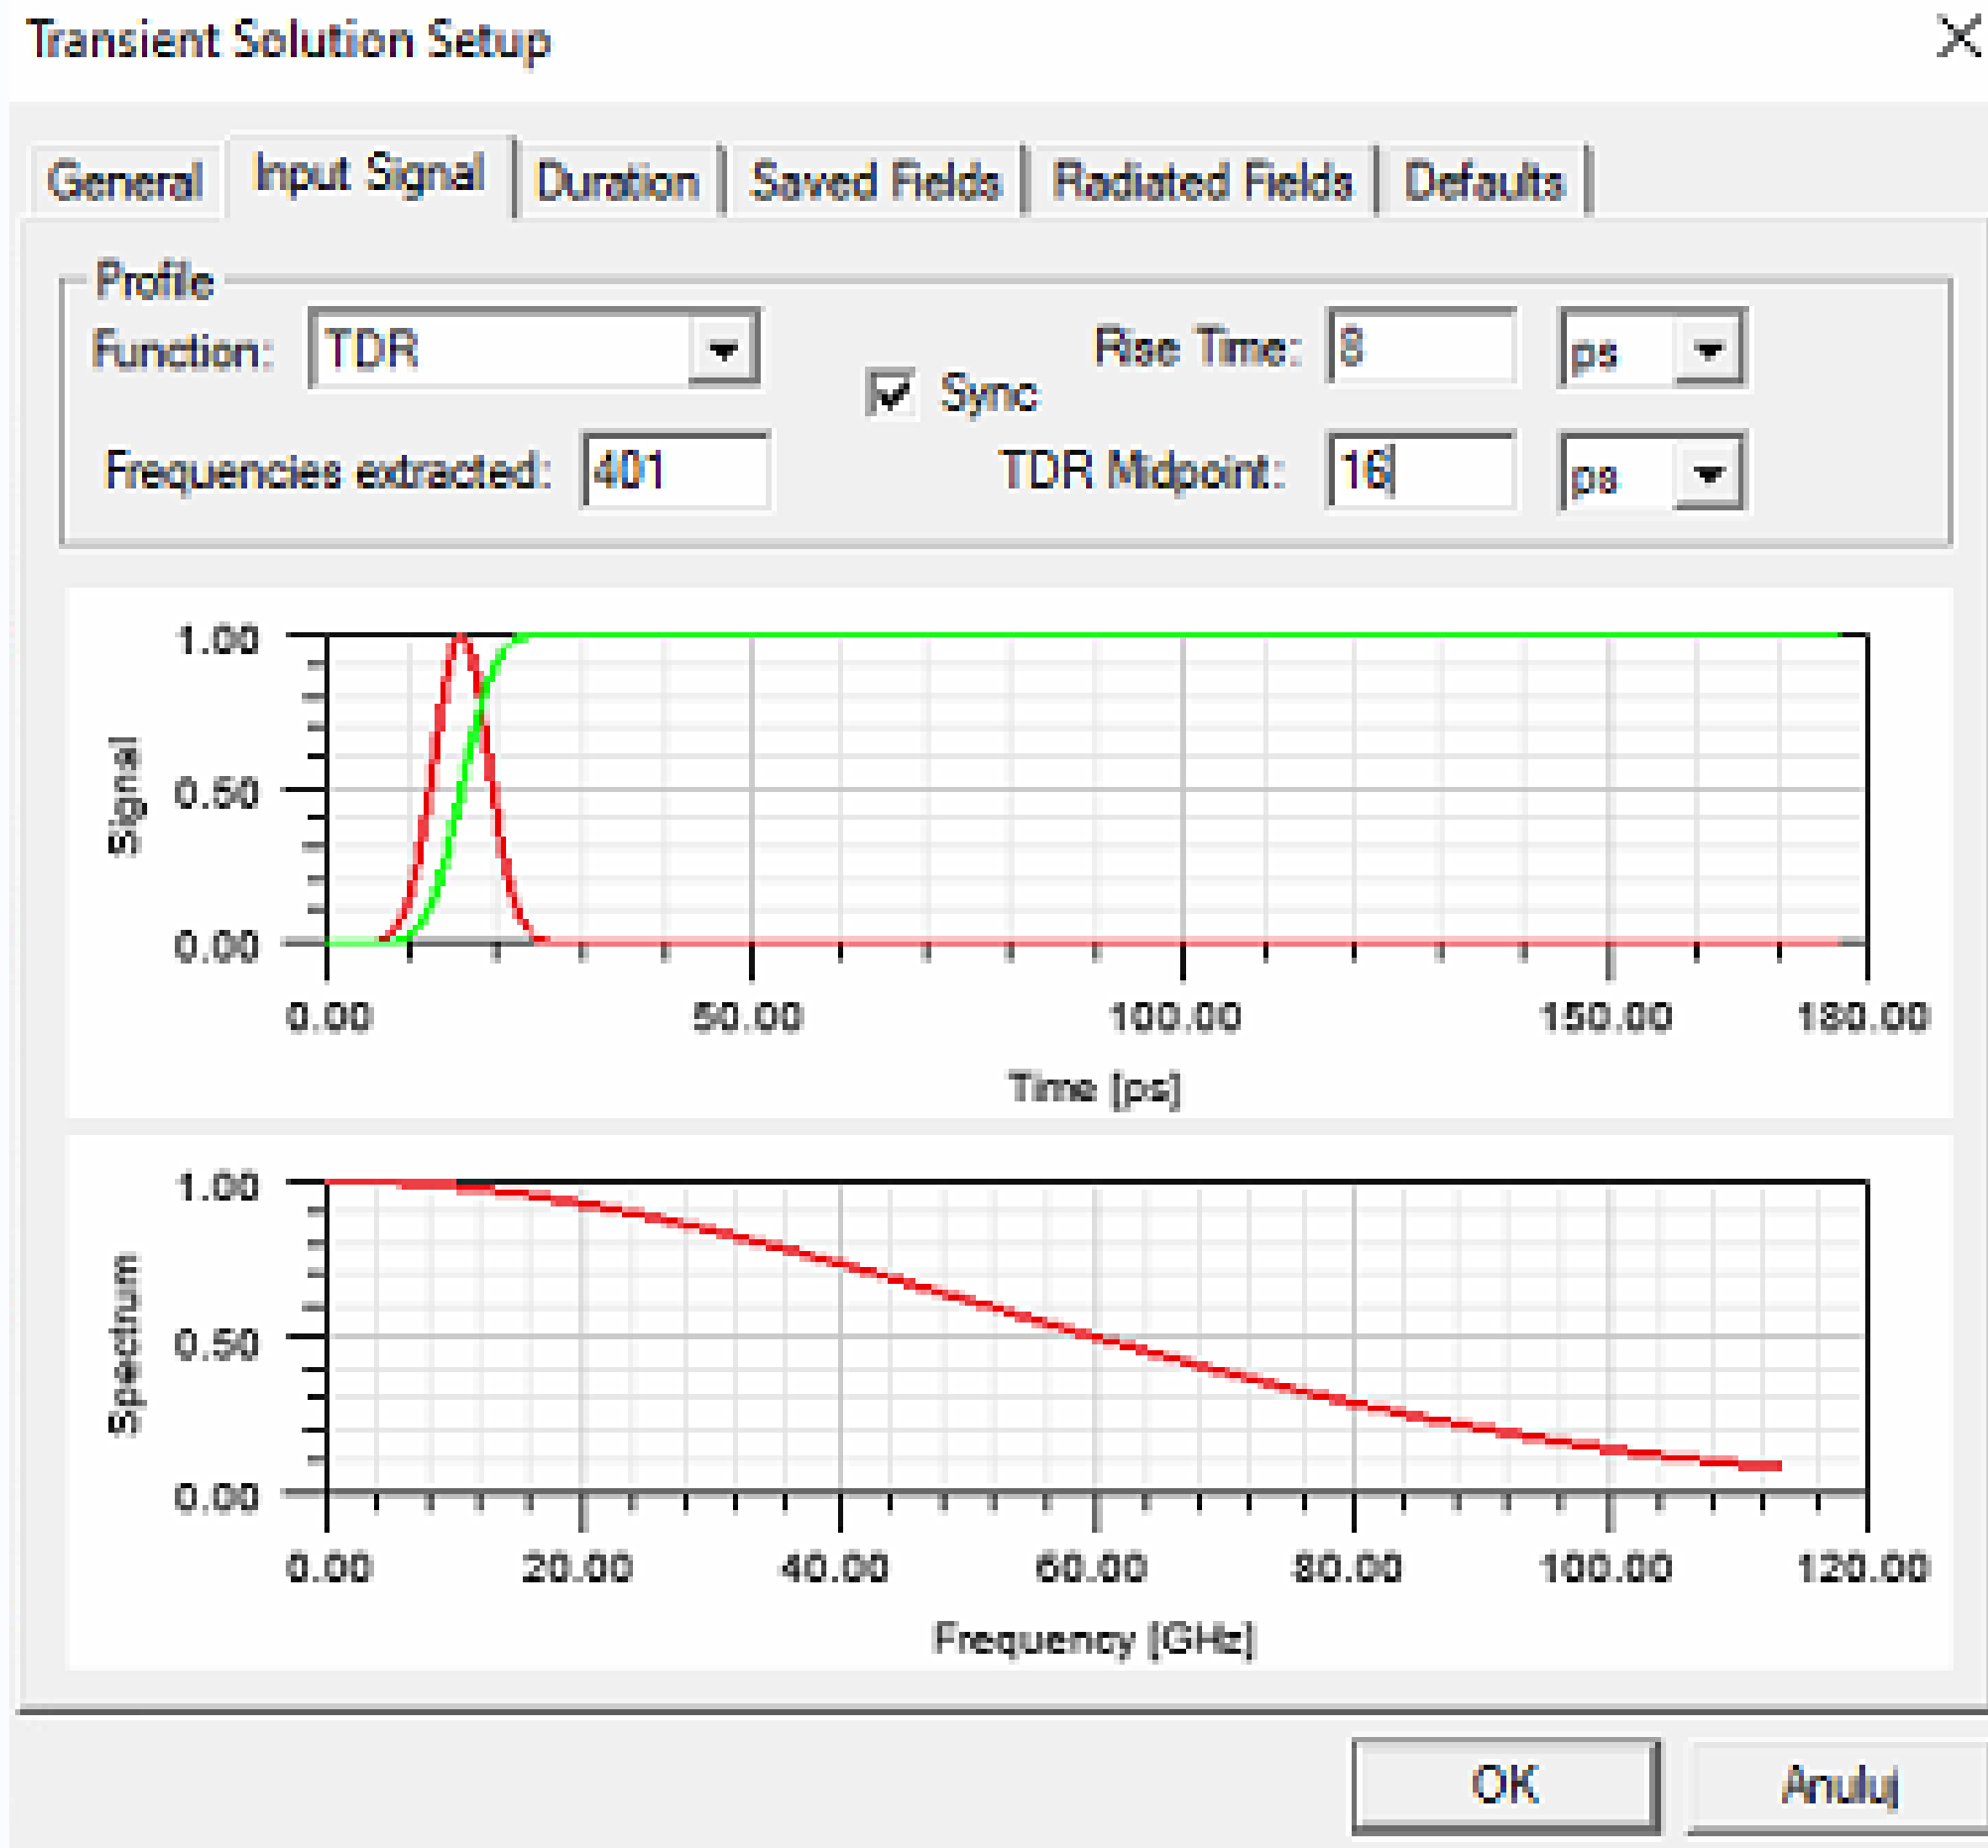 Transient Solution Setup
General Input Signal Duration Saved Fields Radiated Fields Defaults
Profile
Function: TDR
Rise Time: 8 ps
Sync
Frequencies extracted: 401
TDR Midpoint: 16 ps
1.00
0.50
0.00
Signal
0.00 50.00 100.00 150.00 180.00
Time [ps]
1.00
0.50
0.00
Spectrum
0.00 20.00 40.00 60.00 80.00 100.00 120.00
Frequency [GHz]
OK Anuluj